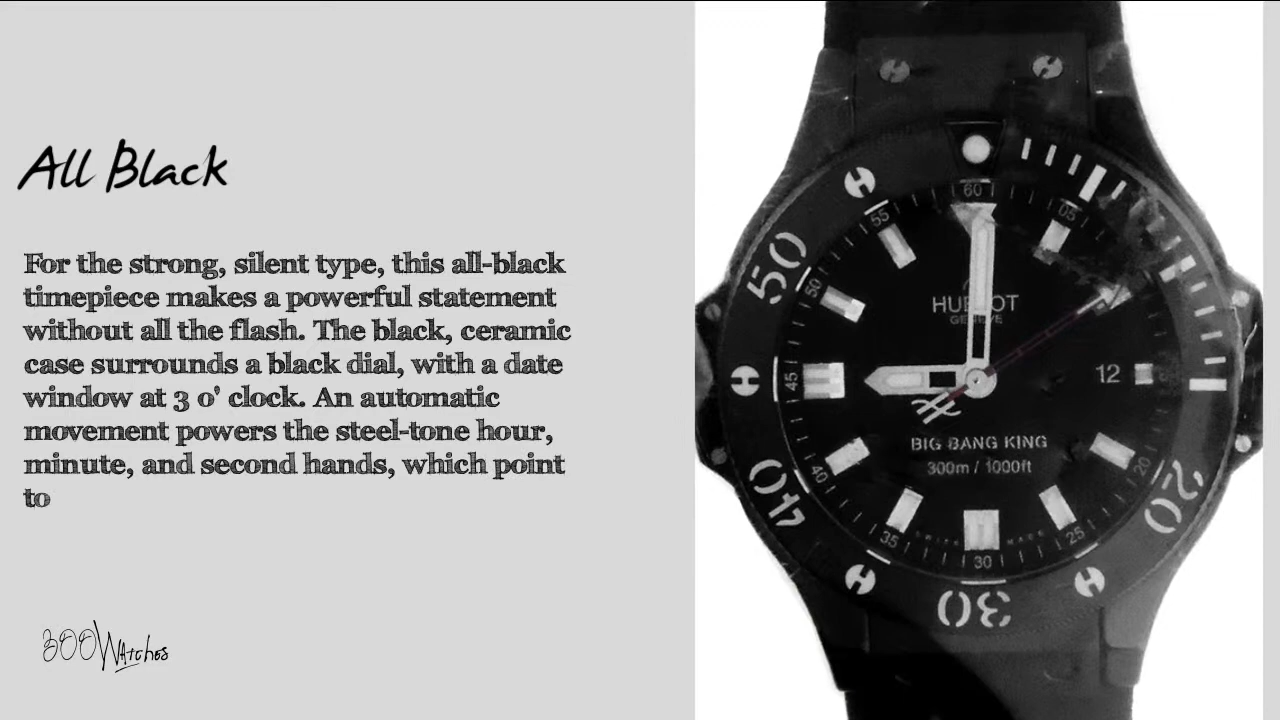 All Black
For the strong, silent type, this all-black
timepiece makes a powerful statement
without all the flash. The black, ceramic
case surrounds a black dial, with a date
window at 3 o' clock. An automatic
movement powers the steel-tone hour,
minute, and second hands, which point
to
300Watches
60
05
55
50
50
45
12
BIG BANG KING
300m / 1000ft
40
20
40
20
35
25
30
30